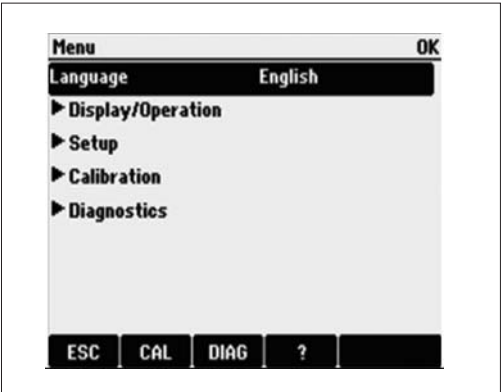 Menu OK
Language English
▶ Display/Operation
▶ Setup
▶ Calibration
▶ Diagnostics
ESC CAL DIAG ?